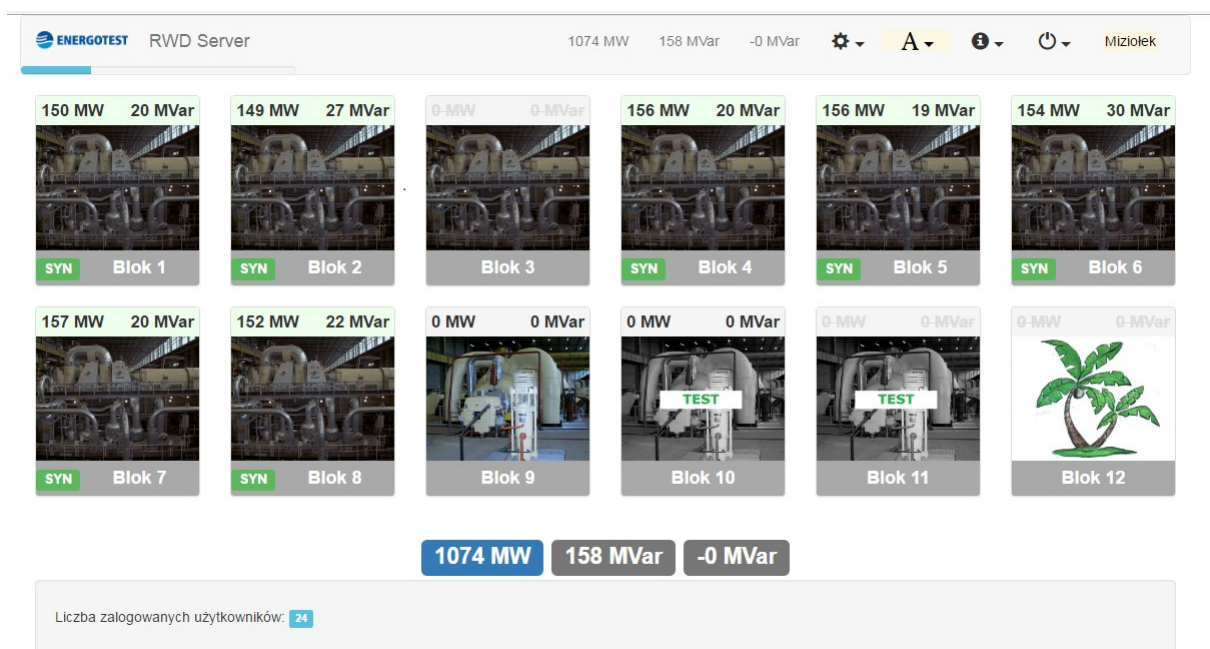 ENERGOTEST RWD Server 1074 MW 158 MVar -0 MVar A Miziołek
150 MW 20 MVar 149 MW 27 MVar 0 MW 0 MVar 156 MW 20 MVar 156 MW 19 MVar 154 MW 30 MVar
SYN Blok 1 SYN Blok 2 Blok 3 SYN Blok 4 SYN Blok 5 SYN Blok 6
157 MW 20 MVar 152 MW 22 MVar 0 MW 0 MVar 0 MW 0 MVar 0 MW 0 MVar 0 MW 0 MVar
TEST TEST
SYN Blok 7 SYN Blok 8 Blok 9 Blok 10 Blok 11 Blok 12
1074 MW 158 MVar -0 MVar
Liczba zalogowanych użytkowników: 24